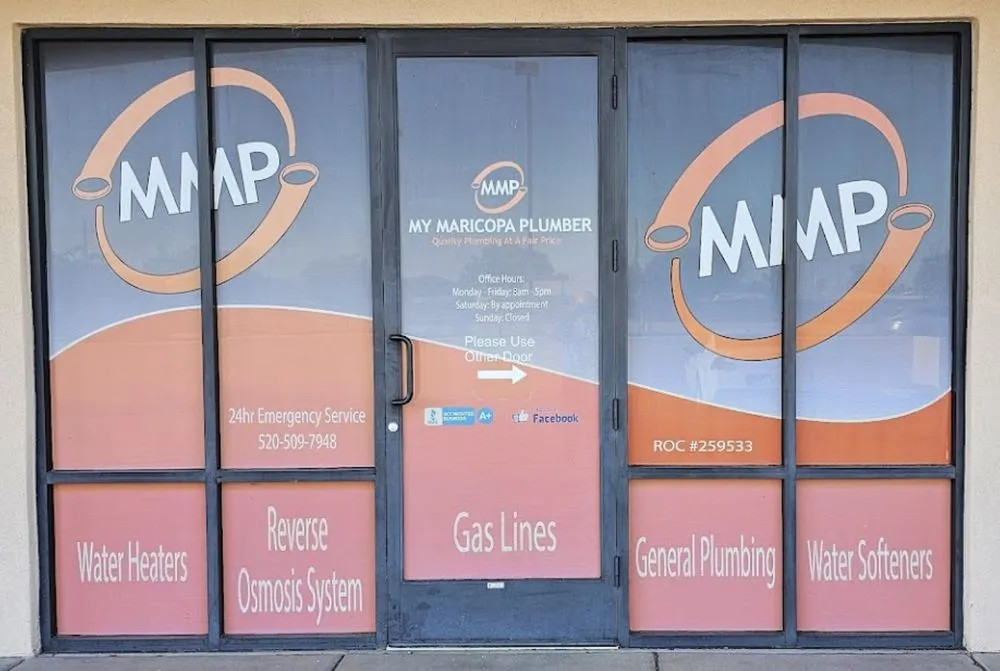 MMP
24hr Emergency Service
520-509-7948
Water Heaters
Reverse
Osmosis System
MMP
MY MARICOPA PLUMBER
Quality Plumbing At A Fair Price
Office Hours:
Monday - Friday: 8am - 5pm
Saturday: By appointment
Sunday: Closed
Please Use
Other Door
ACCREDITED
BUSINESS
A+
Facebook
Gas Lines
MMP
ROC #259533
General Plumbing
Water Softeners